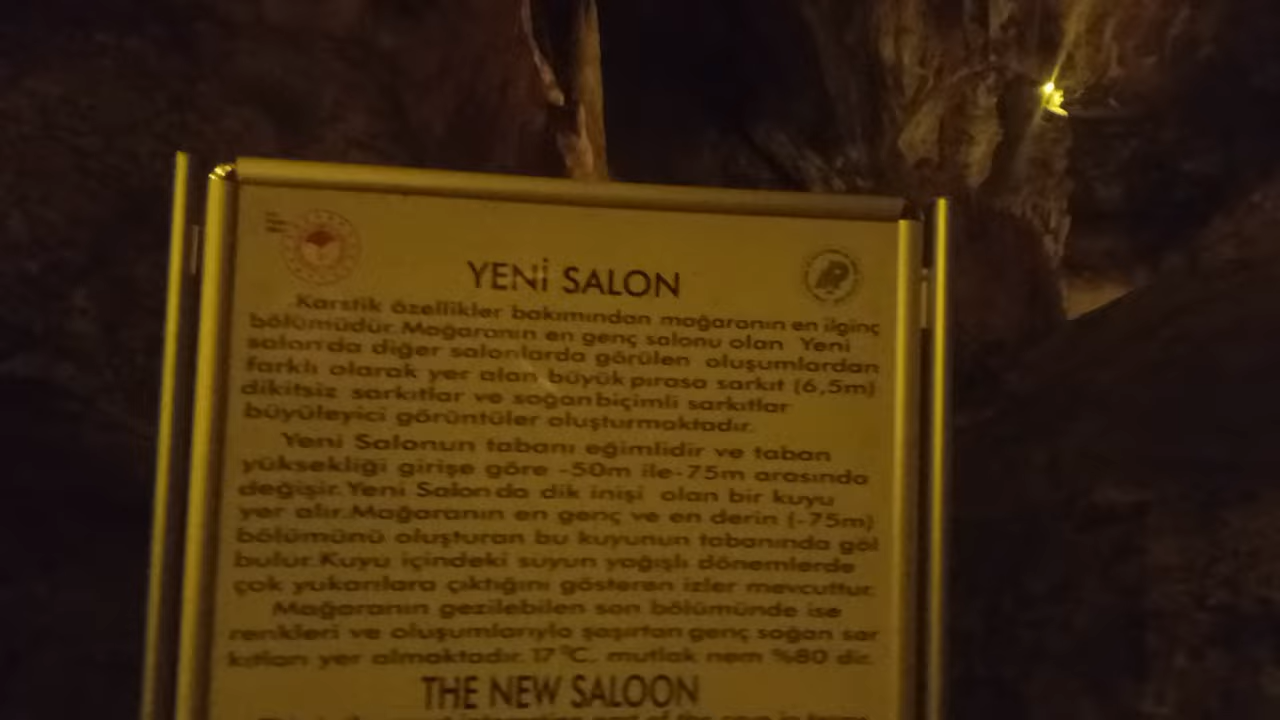 YENİ SALON
Karstik özellikler bakımından mağaranın en ilginç
bölümüdür.Mağaranın en genç salonu olan Yeni
salonda diğer salonlarda görülen oluşumlardan
farklı olarak yer alan büyük pırasa sarkıt (6,5m)
dikitsiz sarkıtlar ve soğan biçimli sarkıtlar
büyüleyici görüntüler oluşturmaktadır.
Yeni Salonun tabanı eğimlidir ve taban
yüksekliği girişe göre -50m ile-75m arasında
değişir.Yeni Salonda dik inişi olan bir kuyu
yer alır.Mağaranın en genç ve en derin (-75m)
bölümünü oluşturan bu kuyunun tabanında göl
bulur.Kuyu içindeki suyun yağışlı dönemlerde
çok yukarılara çıktığını gösteren izler mevcuttur.
Mağaranın gezilebilen son bölümünde ise
renkleri ve oluşumlarıyla şaşırtan genç soğan sar
kıtları yer almaktadır.17 °C, mutlak nem %80 dir.
THE NEW SALOON